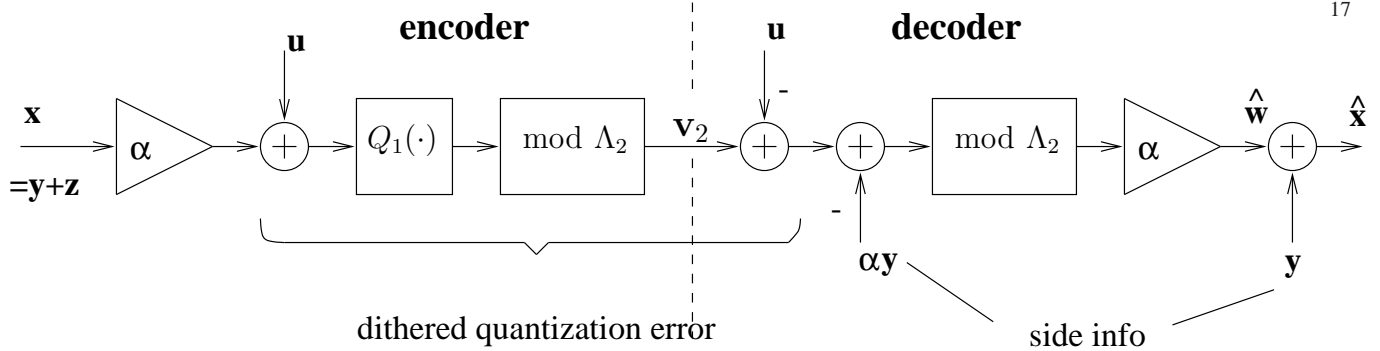 17
encoder
decoder
u
u
-
x
α
+
Q₁(·)
mod Λ₂
v₂
+
+
mod Λ₂
α
ŵ
+
x̂
=y+z
-
αy
y
dithered quantization error
side info